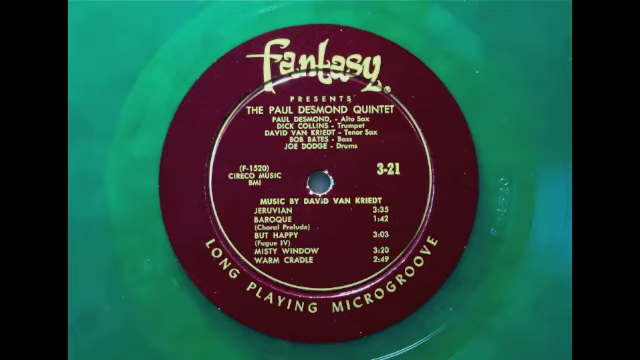 fantasy
PRESENTS
THE PAUL DESMOND QUINTET
PAUL DESMOND, - Alto Sax
DICK COLLINS - Trumpet
DAVID VAN KRIEDT - Tenor Sax
BOB BATES - Bass
JOE DODGE - Drums
(F-1520) 3-21
CIRECO MUSIC
BMI
MUSIC BY DAVID VAN KRIEDT
JERUVIAN 3:35
BAROQUE 1:42
(Choral Prelude)
BUT HAPPY 3:03
(Fugue IV)
MISTY WINDOW 3:20
WARM CRADLE 2:49
LONG PLAYING MICROGROOVE